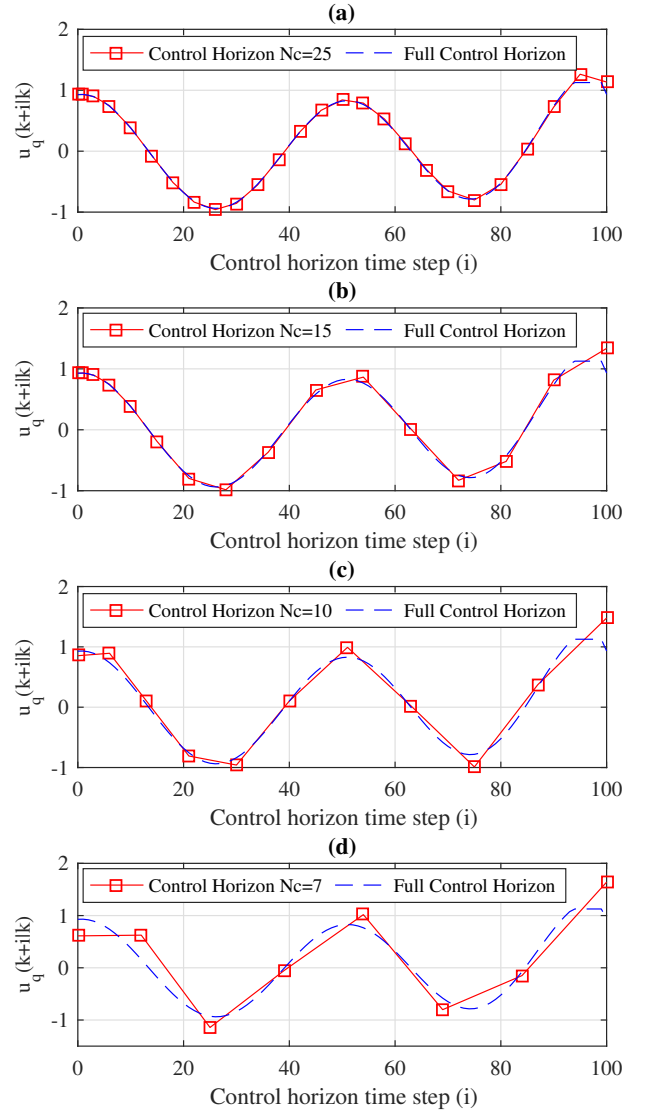 (a)
2
Control Horizon Nc=25 Full Control Horizon
1
0
-1
u_q(k+i|k)
0 20 40 60 80 100
Control horizon time step (i)
(b)
2
Control Horizon Nc=15 Full Control Horizon
1
0
-1
u_q(k+i|k)
0 20 40 60 80 100
Control horizon time step (i)
(c)
2
Control Horizon Nc=10 Full Control Horizon
1
0
-1
u_q(k+i|k)
0 20 40 60 80 100
Control horizon time step (i)
(d)
2
Control Horizon Nc=7 Full Control Horizon
1
0
-1
u_q(k+i|k)
0 20 40 60 80 100
Control horizon time step (i)